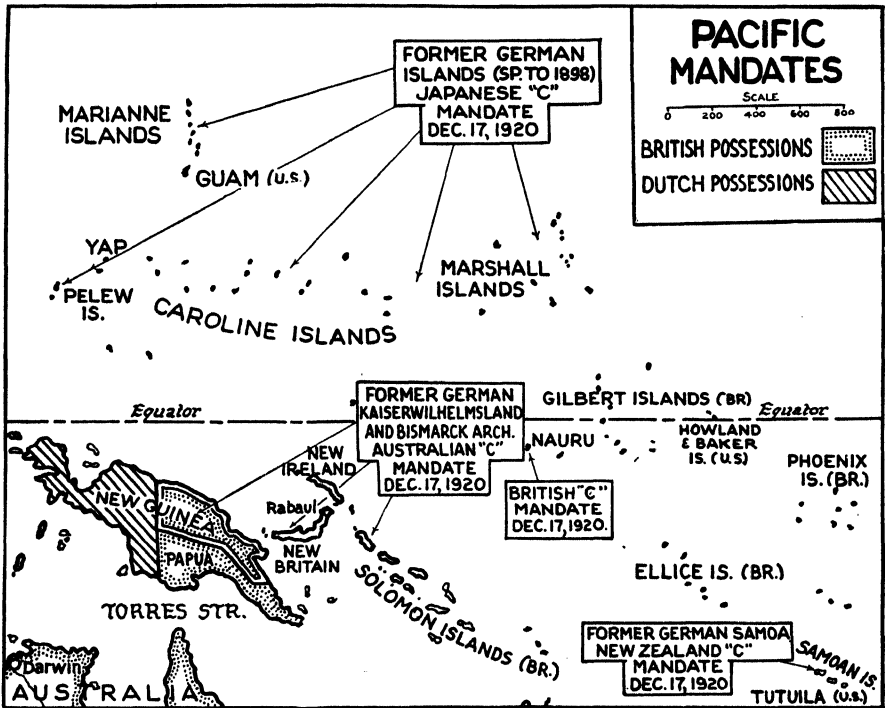 PACIFIC
MANDATES
SCALE
0 200 400 600 800
BRITISH POSSESSIONS
DUTCH POSSESSIONS
FORMER GERMAN
ISLANDS (SP. TO 1898)
JAPANESE "C"
MANDATE
DEC. 17, 1920
MARIANNE
ISLANDS
GUAM (U.S.)
YAP
PELEW
IS.
CAROLINE ISLANDS
MARSHALL
ISLANDS
FORMER GERMAN
KAISERWILHELMSLAND
AND BISMARCK ARCH.
AUSTRALIAN "C"
MANDATE
DEC. 17, 1920
GILBERT ISLANDS (BR)
Equator
Equator
NAURU
HOWLAND
& BAKER
IS. (U.S)
PHOENIX
IS. (BR.)
BRITISH "C"
MANDATE
DEC. 17, 1920.
NEW
IRELAND
Rabaul
NEW
BRITAIN
NEW GUINEA
PAPUA
TORRES STR.
SOLOMON ISLANDS (BR.)
ELLICE IS. (BR.)
FORMER GERMAN SAMOA
NEW ZEALAND "C"
MANDATE
DEC. 17, 1920
SAMOAN IS.
TUTUILA (U.S.)
Darwin
AUSTRALIA